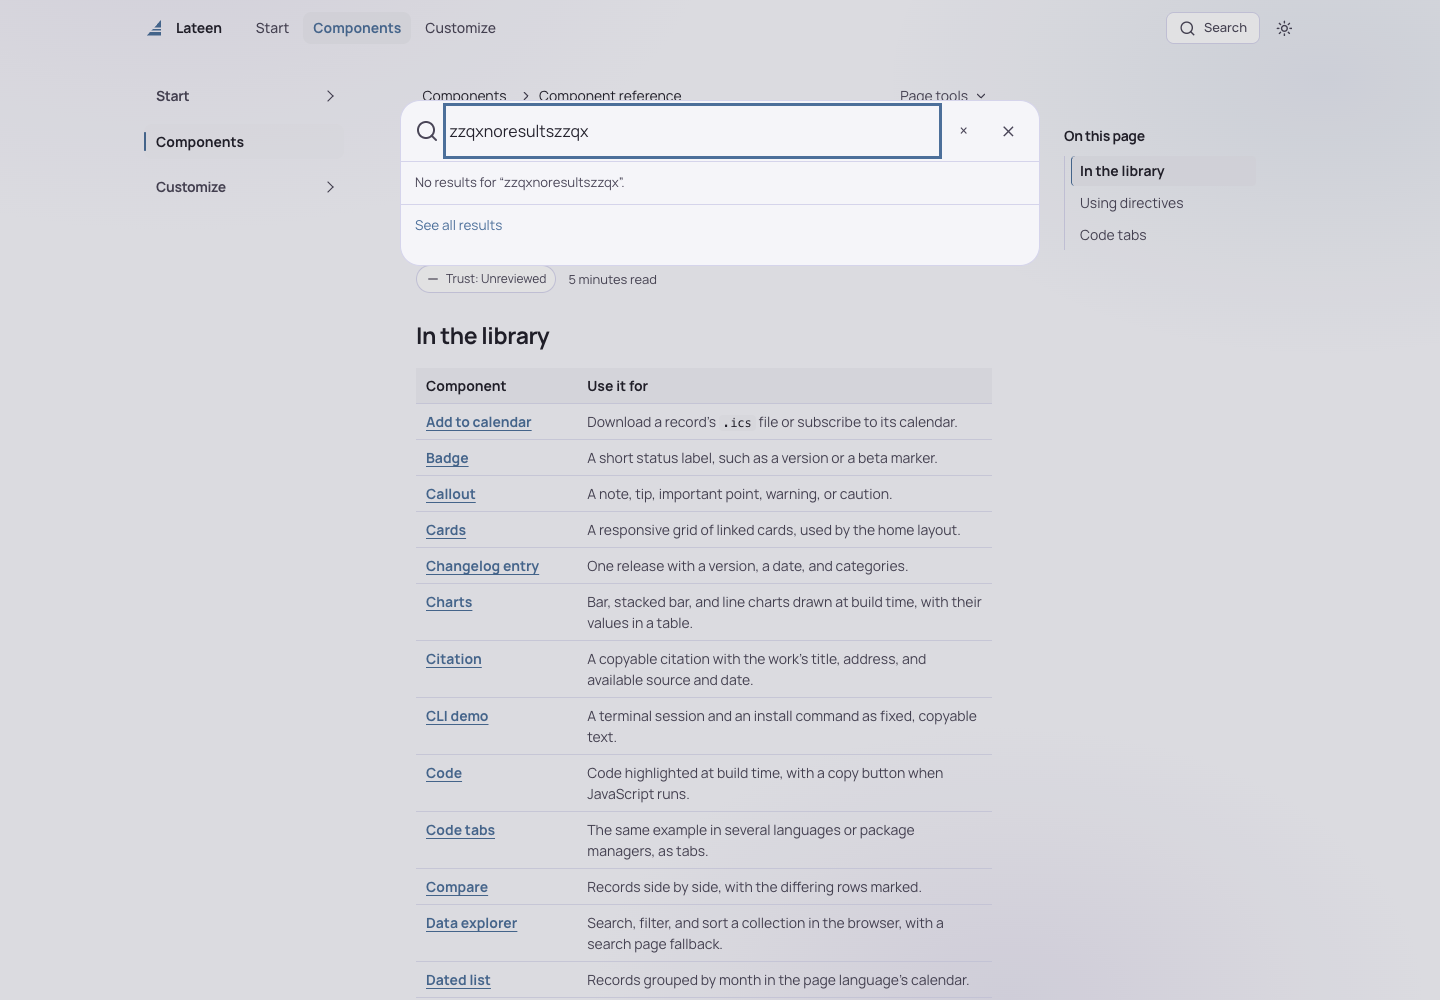 Lateen
Start
Components
Customize
Search
Start
Components
Customize
Components
Component reference
Page tools
zzqxnoresultszzqx
No results for “zzqxnoresultszzqx”.
See all results
Trust: Unreviewed
5 minutes read
In the library
Component
Use it for
Add to calendar
Download a record’s .ics file or subscribe to its calendar.
Badge
A short status label, such as a version or a beta marker.
Callout
A note, tip, important point, warning, or caution.
Cards
A responsive grid of linked cards, used by the home layout.
Changelog entry
One release with a version, a date, and categories.
Charts
Bar, stacked bar, and line charts drawn at build time, with their
values in a table.
Citation
A copyable citation with the work’s title, address, and
available source and date.
CLI demo
A terminal session and an install command as fixed, copyable
text.
Code
Code highlighted at build time, with a copy button when
JavaScript runs.
Code tabs
The same example in several languages or package
managers, as tabs.
Compare
Records side by side, with the differing rows marked.
Data explorer
Search, filter, and sort a collection in the browser, with a
search page fallback.
Dated list
Records grouped by month in the page language’s calendar.
On this page
In the library
Using directives
Code tabs